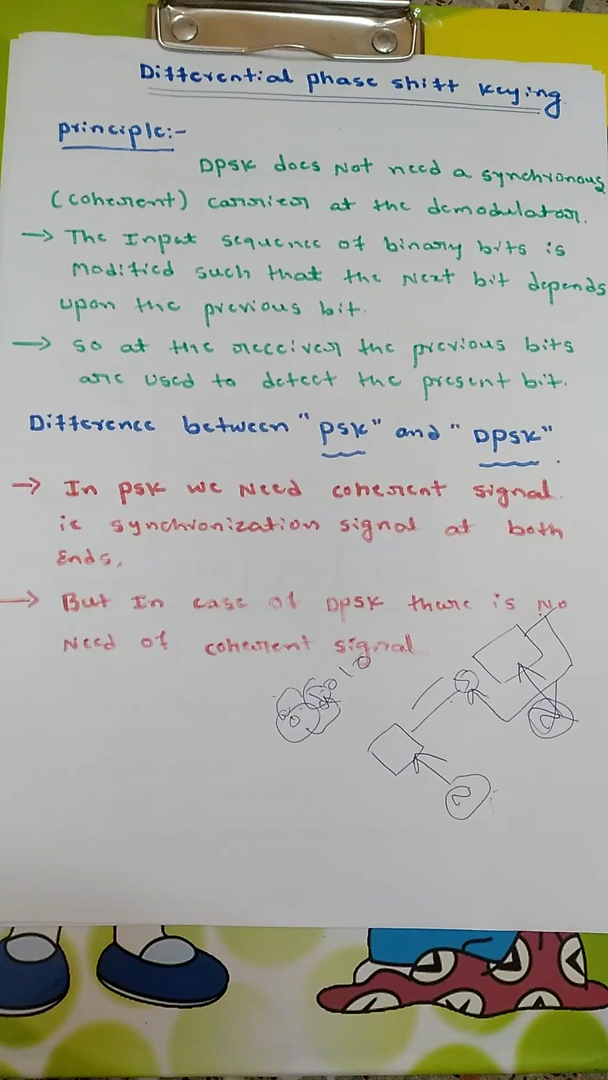 Differential phase shift keying
principle:-
DPSK does Not need a synchronous
(coherent) carrier at the demodulator.
→ The Input sequence of binary bits is
modified such that the Next bit depends
upon the previous bit.
→ so at the receiver the previous bits
are used to detect the present bit.
Difference between "PSK" and "DPSK".
→ In PSK we Need coherent signal.
ie synchronization signal at both
Ends.
→ But In case of DPSK there is No
Need of coherent signal